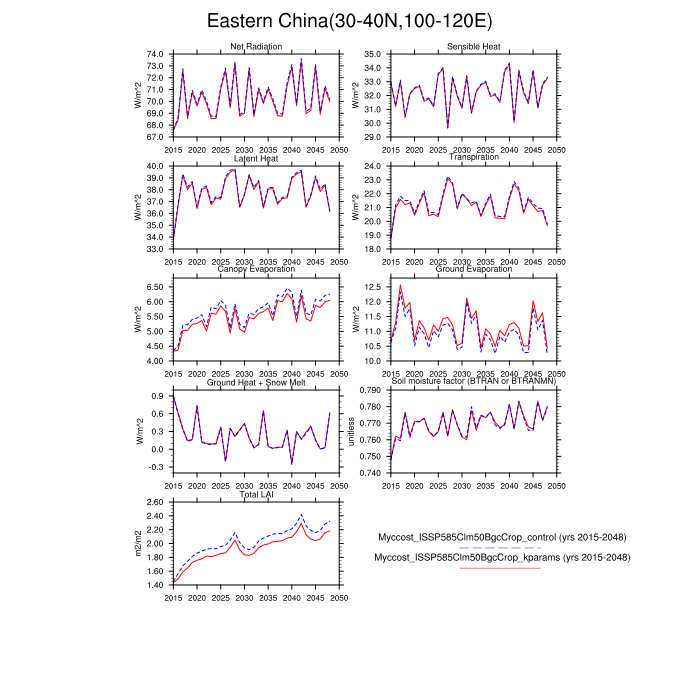 Eastern China(30-40N,100-120E)
Net Radiation
W/m^2
74.0
73.0
72.0
71.0
70.0
69.0
68.0
67.0
2015 2020 2025 2030 2035 2040 2045 2050
Sensible Heat
W/m^2
35.0
34.0
33.0
32.0
31.0
30.0
29.0
2015 2020 2025 2030 2035 2040 2045 2050
Latent Heat
W/m^2
40.0
39.0
38.0
37.0
36.0
35.0
34.0
33.0
2015 2020 2025 2030 2035 2040 2045 2050
Transpiration
W/m^2
24.0
23.0
22.0
21.0
20.0
19.0
18.0
2015 2020 2025 2030 2035 2040 2045 2050
Canopy Evaporation
W/m^2
6.50
6.00
5.50
5.00
4.50
4.00
2015 2020 2025 2030 2035 2040 2045 2050
Ground Evaporation
W/m^2
12.5
12.0
11.5
11.0
10.5
10.0
2015 2020 2025 2030 2035 2040 2045 2050
Ground Heat + Snow Melt
W/m^2
0.9
0.6
0.3
0.0
-0.3
2015 2020 2025 2030 2035 2040 2045 2050
Soil moisture factor (BTRAN or BTRANMN)
unitless
0.790
0.780
0.770
0.760
0.750
0.740
2015 2020 2025 2030 2035 2040 2045 2050
Total LAI
m2/m2
2.60
2.40
2.20
2.00
1.80
1.60
1.40
2015 2020 2025 2030 2035 2040 2045 2050
Myccost_ISSP585Clm50BgcCrop_control (yrs 2015-2048)
Myccost_ISSP585Clm50BgcCrop_kparams (yrs 2015-2048)